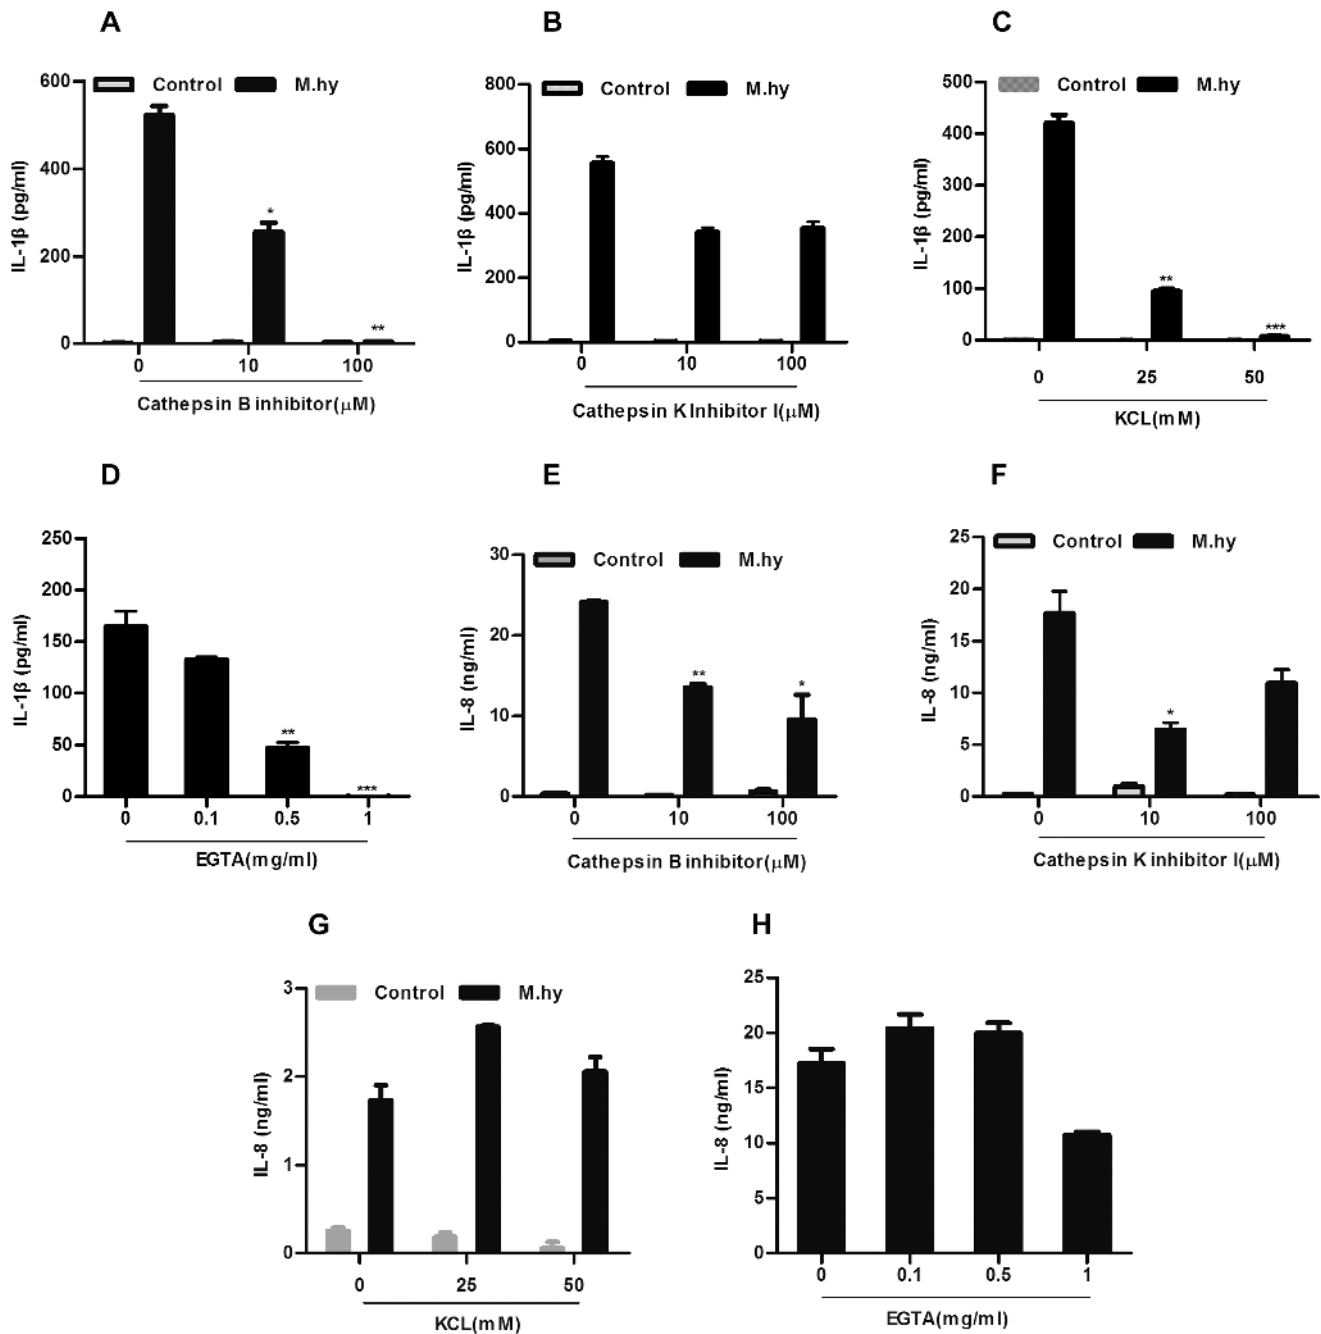 A
B
C
600
Control
M.hy
400
200
0
IL-1β (pg/ml)
*
**
0
10
100
Cathepsin B inhibitor(μM)
800
Control
M.hy
600
400
200
0
IL-1β (pg/ml)
0
10
100
Cathepsin K Inhibitor I(μM)
500
Control
M.hy
400
300
200
100
0
IL-1β (pg/ml)
**
***
0
25
50
KCL(mM)
D
E
F
250
200
150
100
50
0
IL-1β (pg/ml)
**
***
0
0.1
0.5
1
EGTA(mg/ml)
30
Control
M.hy
20
10
0
IL-8 (ng/ml)
**
*
0
10
100
Cathepsin B inhibitor(μM)
25
Control
M.hy
20
15
10
5
0
IL-8 (ng/ml)
*
0
10
100
Cathepsin K inhibitor I(μM)
G
H
3
Control
M.hy
2
1
0
IL-8 (ng/ml)
0
25
50
KCL(mM)
25
20
15
10
5
0
IL-8 (ng/ml)
0
0.1
0.5
1
EGTA(mg/ml)